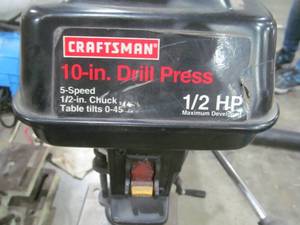 CRAFTSMAN
10-in. Drill Press
5-Speed
1/2-in. Chuck
Table tilts 0-45
1/2 HP
Maximum Developed